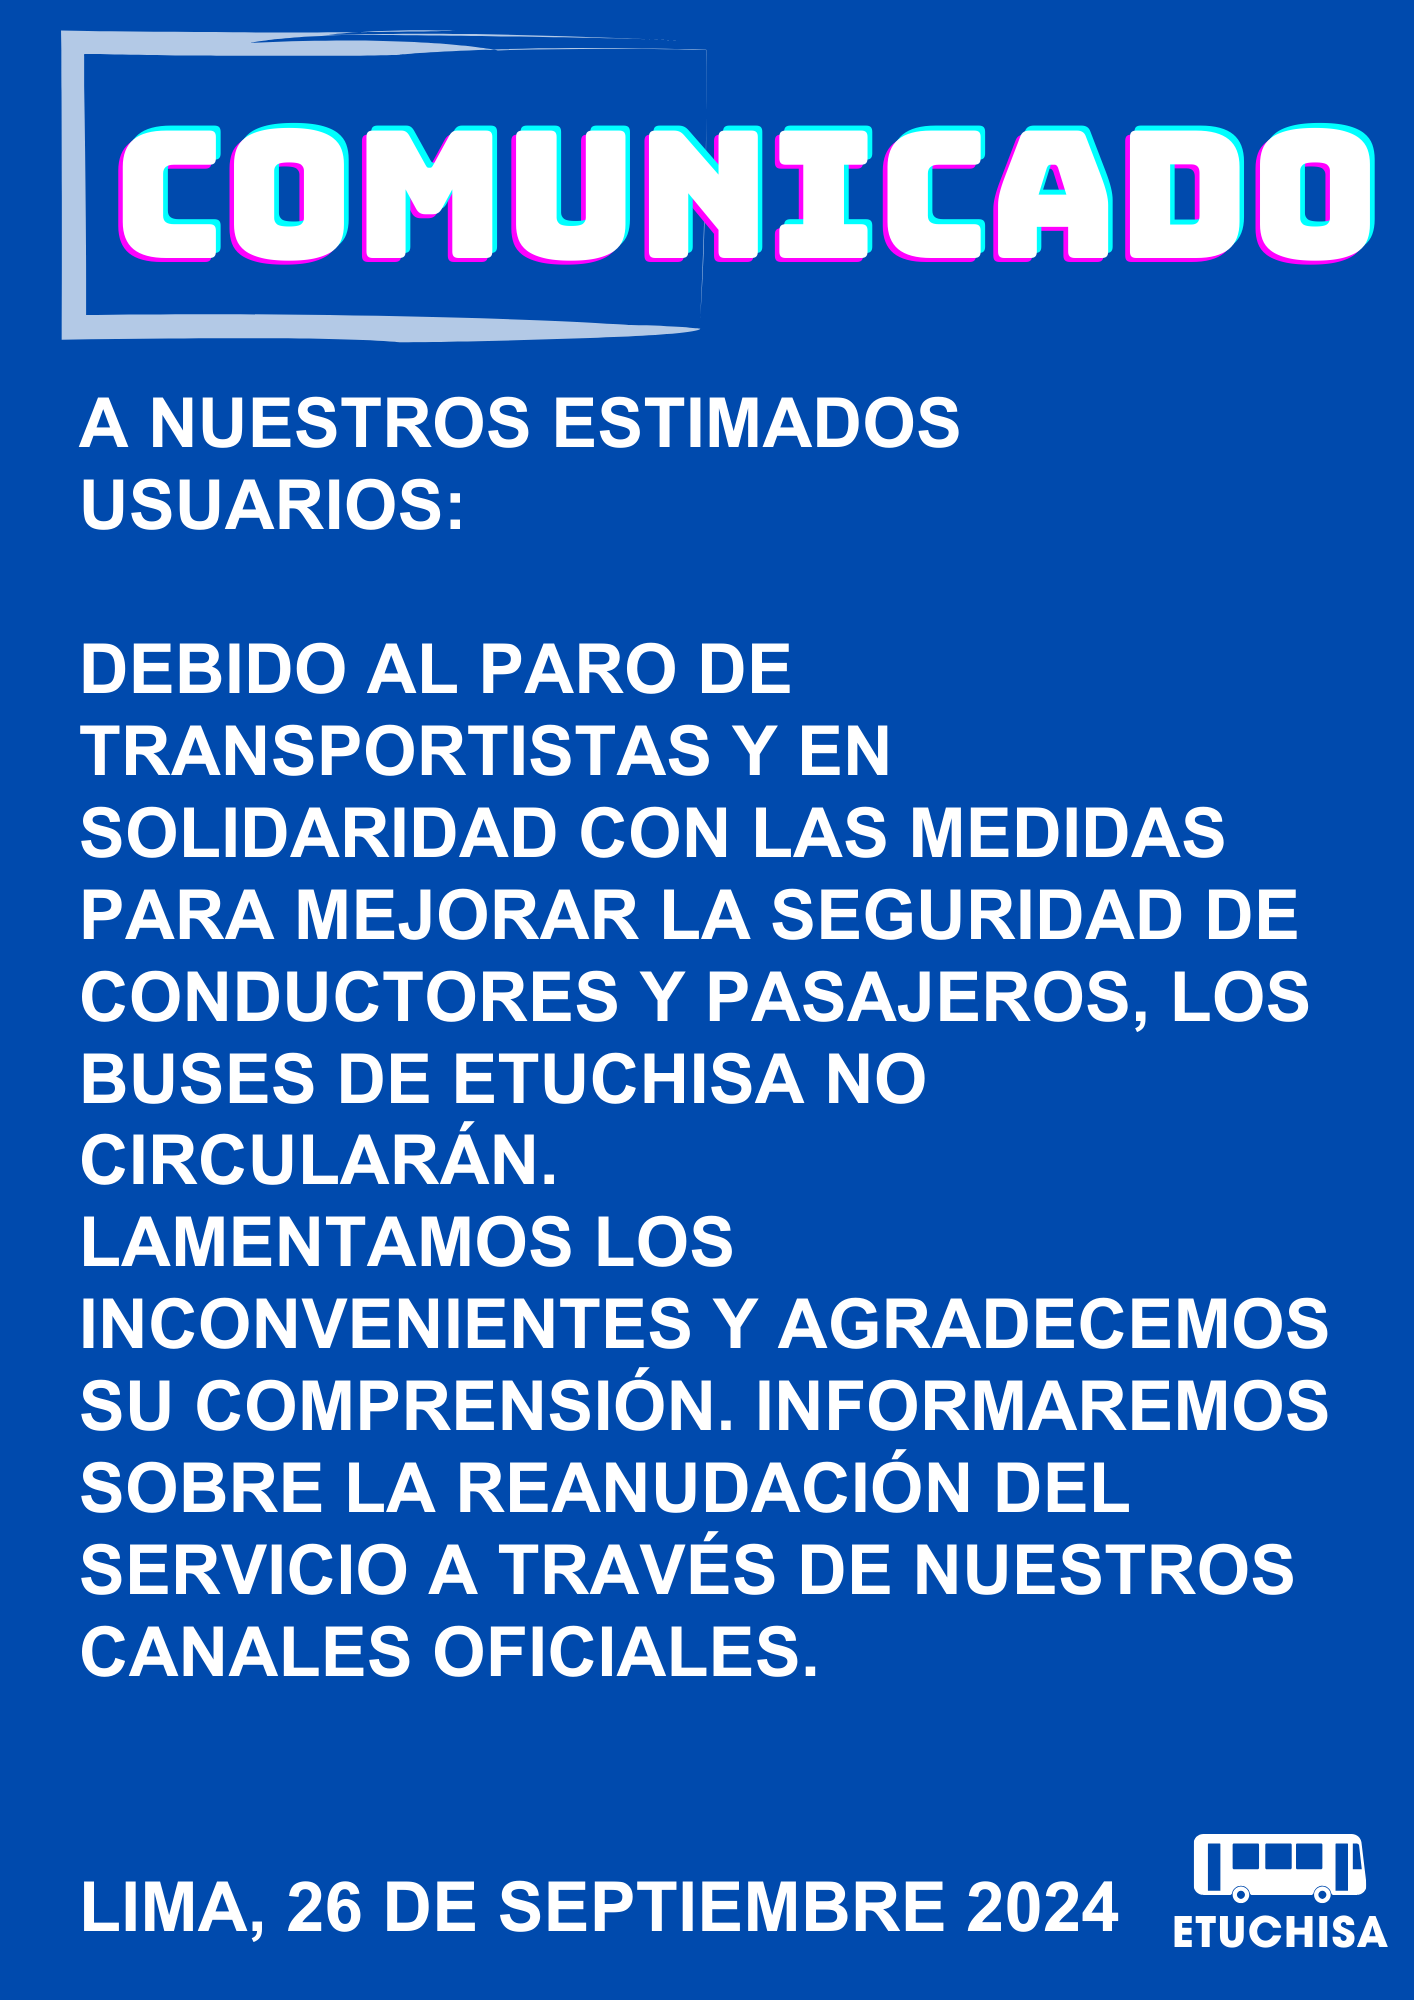 COMUNICADO
A NUESTROS ESTIMADOS
USUARIOS:
DEBIDO AL PARO DE
TRANSPORTISTAS Y EN
SOLIDARIDAD CON LAS MEDIDAS
PARA MEJORAR LA SEGURIDAD DE
CONDUCTORES Y PASAJEROS, LOS
BUSES DE ETUCHISA NO
CIRCULARÁN.
LAMENTAMOS LOS
INCONVENIENTES Y AGRADECEMOS
SU COMPRENSIÓN. INFORMAREMOS
SOBRE LA REANUDACIÓN DEL
SERVICIO A TRAVÉS DE NUESTROS
CANALES OFICIALES.
LIMA, 26 DE SEPTIEMBRE 2024
ETUCHISA